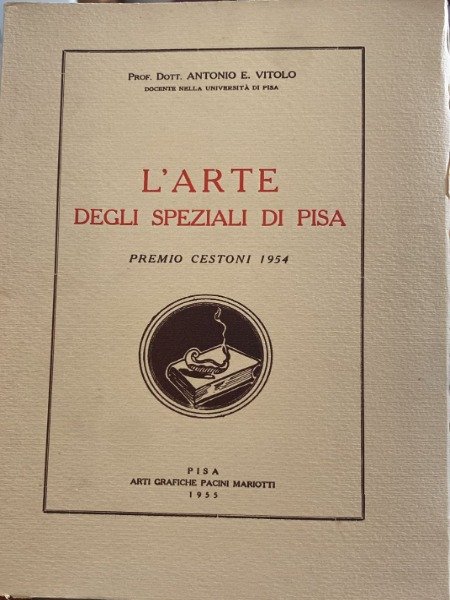 PROF. DOTT. ANTONIO E. VITOLO
DOCENTE NELLA UNIVERSITÀ DI PISA
L'ARTE
DEGLI SPEZIALI DI PISA
PREMIO CESTONI 1954
PISA
ARTI GRAFICHE PACINI MARIOTTI
1955